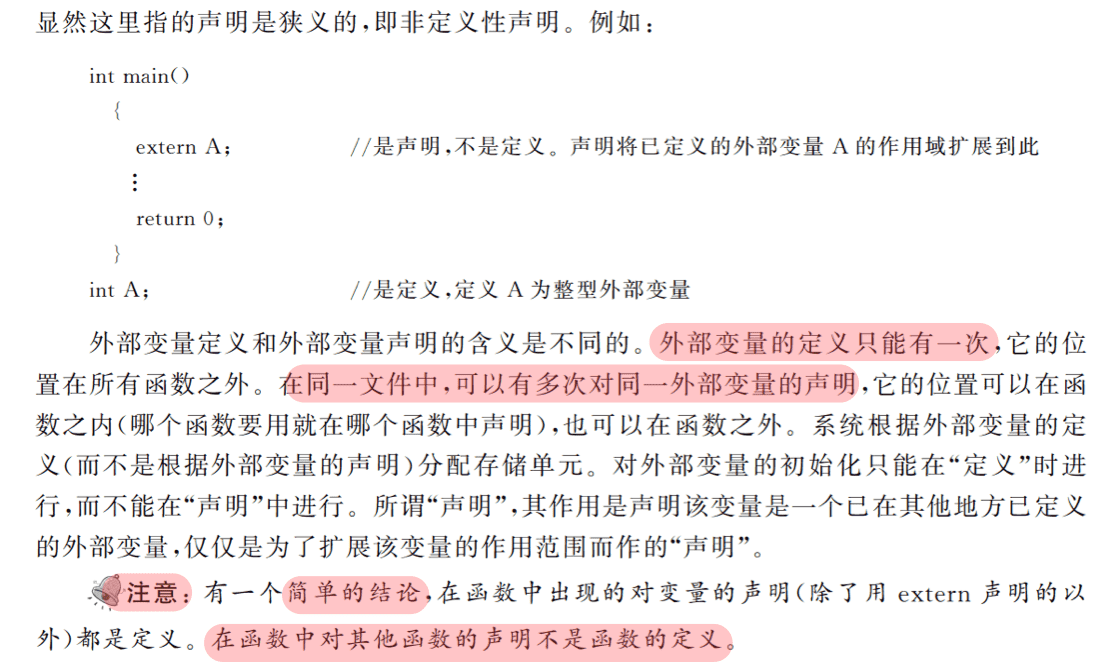 显然这里指的声明是狭义的,即非定义性声明。例如:
int main()
{
extern A; //是声明,不是定义。声明将已定义的外部变量 A 的作用域扩展到此
⋮
return 0;
}
int A; //是定义,定义 A 为整型外部变量
外部变量定义和外部变量声明的含义是不同的。外部变量的定义只能有一次,它的位
置在所有函数之外。在同一文件中,可以有多次对同一外部变量的声明,它的位置可以在函
数之内(哪个函数要用就在哪个函数中声明),也可以在函数之外。系统根据外部变量的定
义(而不是根据外部变量的声明)分配存储单元。对外部变量的初始化只能在“定义”时进
行,而不能在“声明”中进行。所谓“声明”,其作用是声明该变量是一个已在其他地方已定义
的外部变量,仅仅是为了扩展该变量的作用范围而作的“声明”。
注意:有一个简单的结论,在函数中出现的对变量的声明(除了用 extern 声明的以
外)都是定义。在函数中对其他函数的声明不是函数的定义。